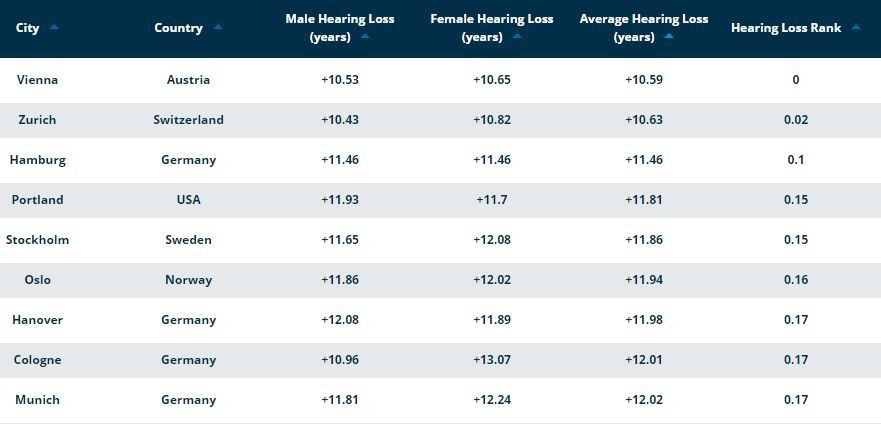 City Country Male Hearing Loss (years) Female Hearing Loss (years) Average Hearing Loss (years) Hearing Loss Rank
Vienna Austria +10.53 +10.65 +10.59 0
Zurich Switzerland +10.43 +10.82 +10.63 0.02
Hamburg Germany +11.46 +11.46 +11.46 0.1
Portland USA +11.93 +11.7 +11.81 0.15
Stockholm Sweden +11.65 +12.08 +11.86 0.15
Oslo Norway +11.86 +12.02 +11.94 0.16
Hanover Germany +12.08 +11.89 +11.98 0.17
Cologne Germany +10.96 +13.07 +12.01 0.17
Munich Germany +11.81 +12.24 +12.02 0.17